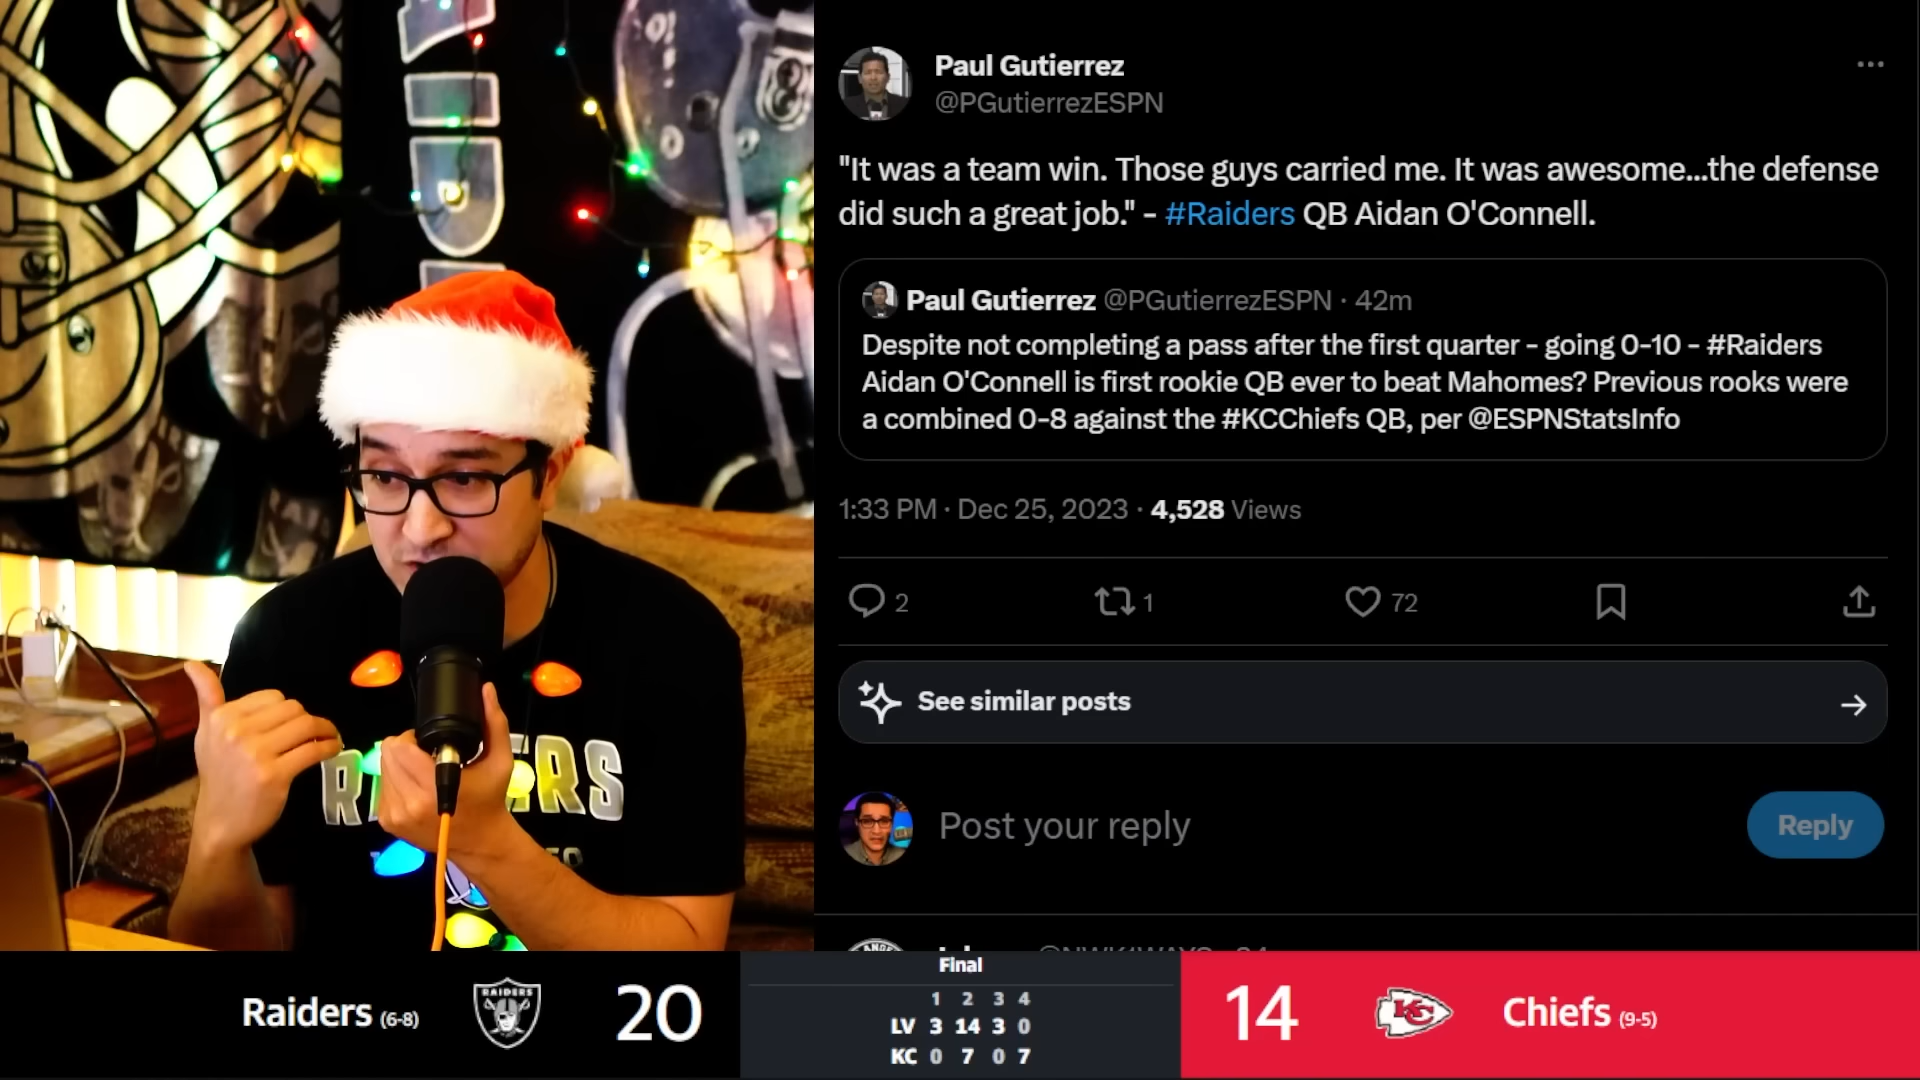 Paul Gutierrez
@PGutierrezESPN
"It was a team win. Those guys carried me. It was awesome...the defense
did such a great job." - #Raiders QB Aidan O'Connell.
Paul Gutierrez @PGutierrezESPN · 42m
Despite not completing a pass after the first quarter - going 0-10 - #Raiders
Aidan O'Connell is first rookie QB ever to beat Mahomes? Previous rooks were
a combined 0-8 against the #KCChiefs QB, per @ESPNStatsInfo
1:33 PM · Dec 25, 2023 · 4,528 Views
2 1 72
See similar posts
Post your reply
Reply
Raiders (6-8)
RAIDERS
20
Final
1 2 3 4
LV 3 14 3 0
KC 0 7 0 7
14
KC
Chiefs (9-5)